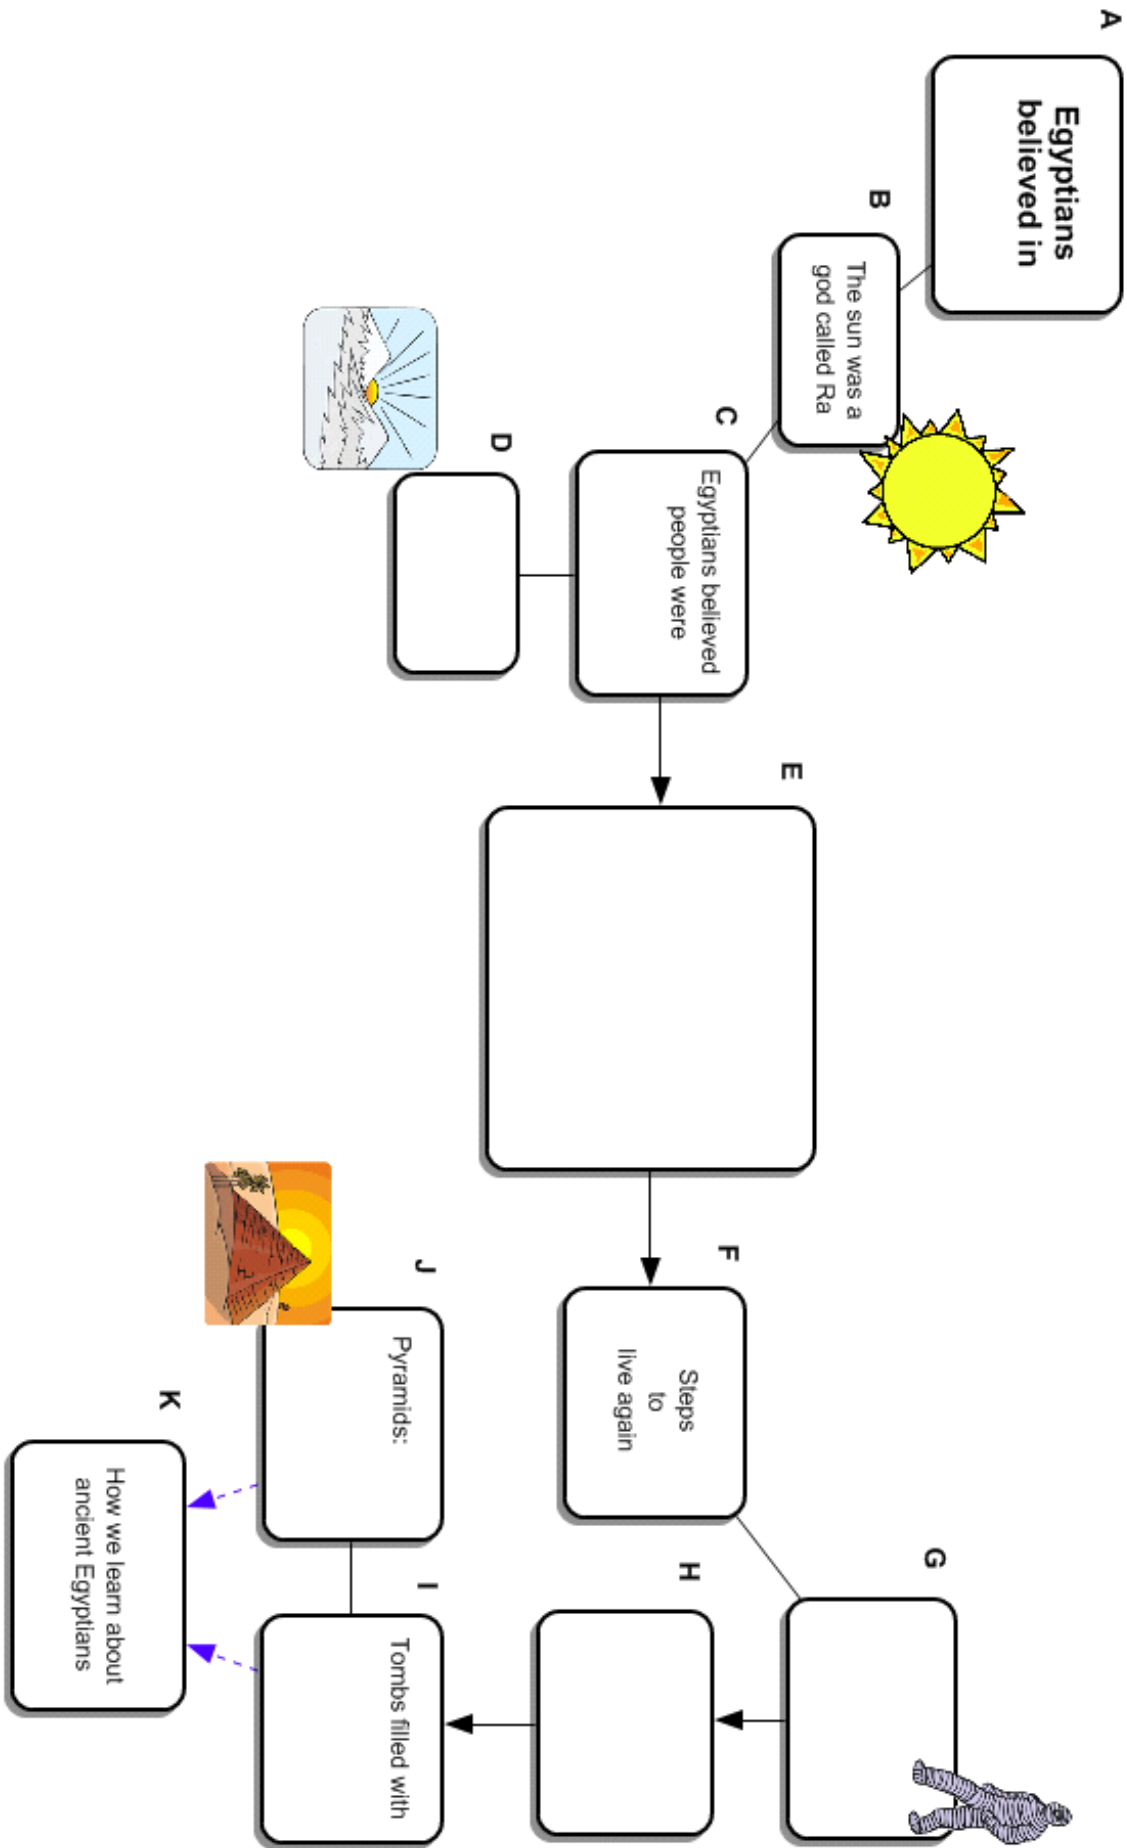 A
Egyptians
believed in
B
The sun was a
god called Ra
C
Egyptians believed
people were
D
E
F
Steps
to
live again
G
H
I
Tombs filled with
J
Pyramids:
K
How we learn about
ancient Egyptians